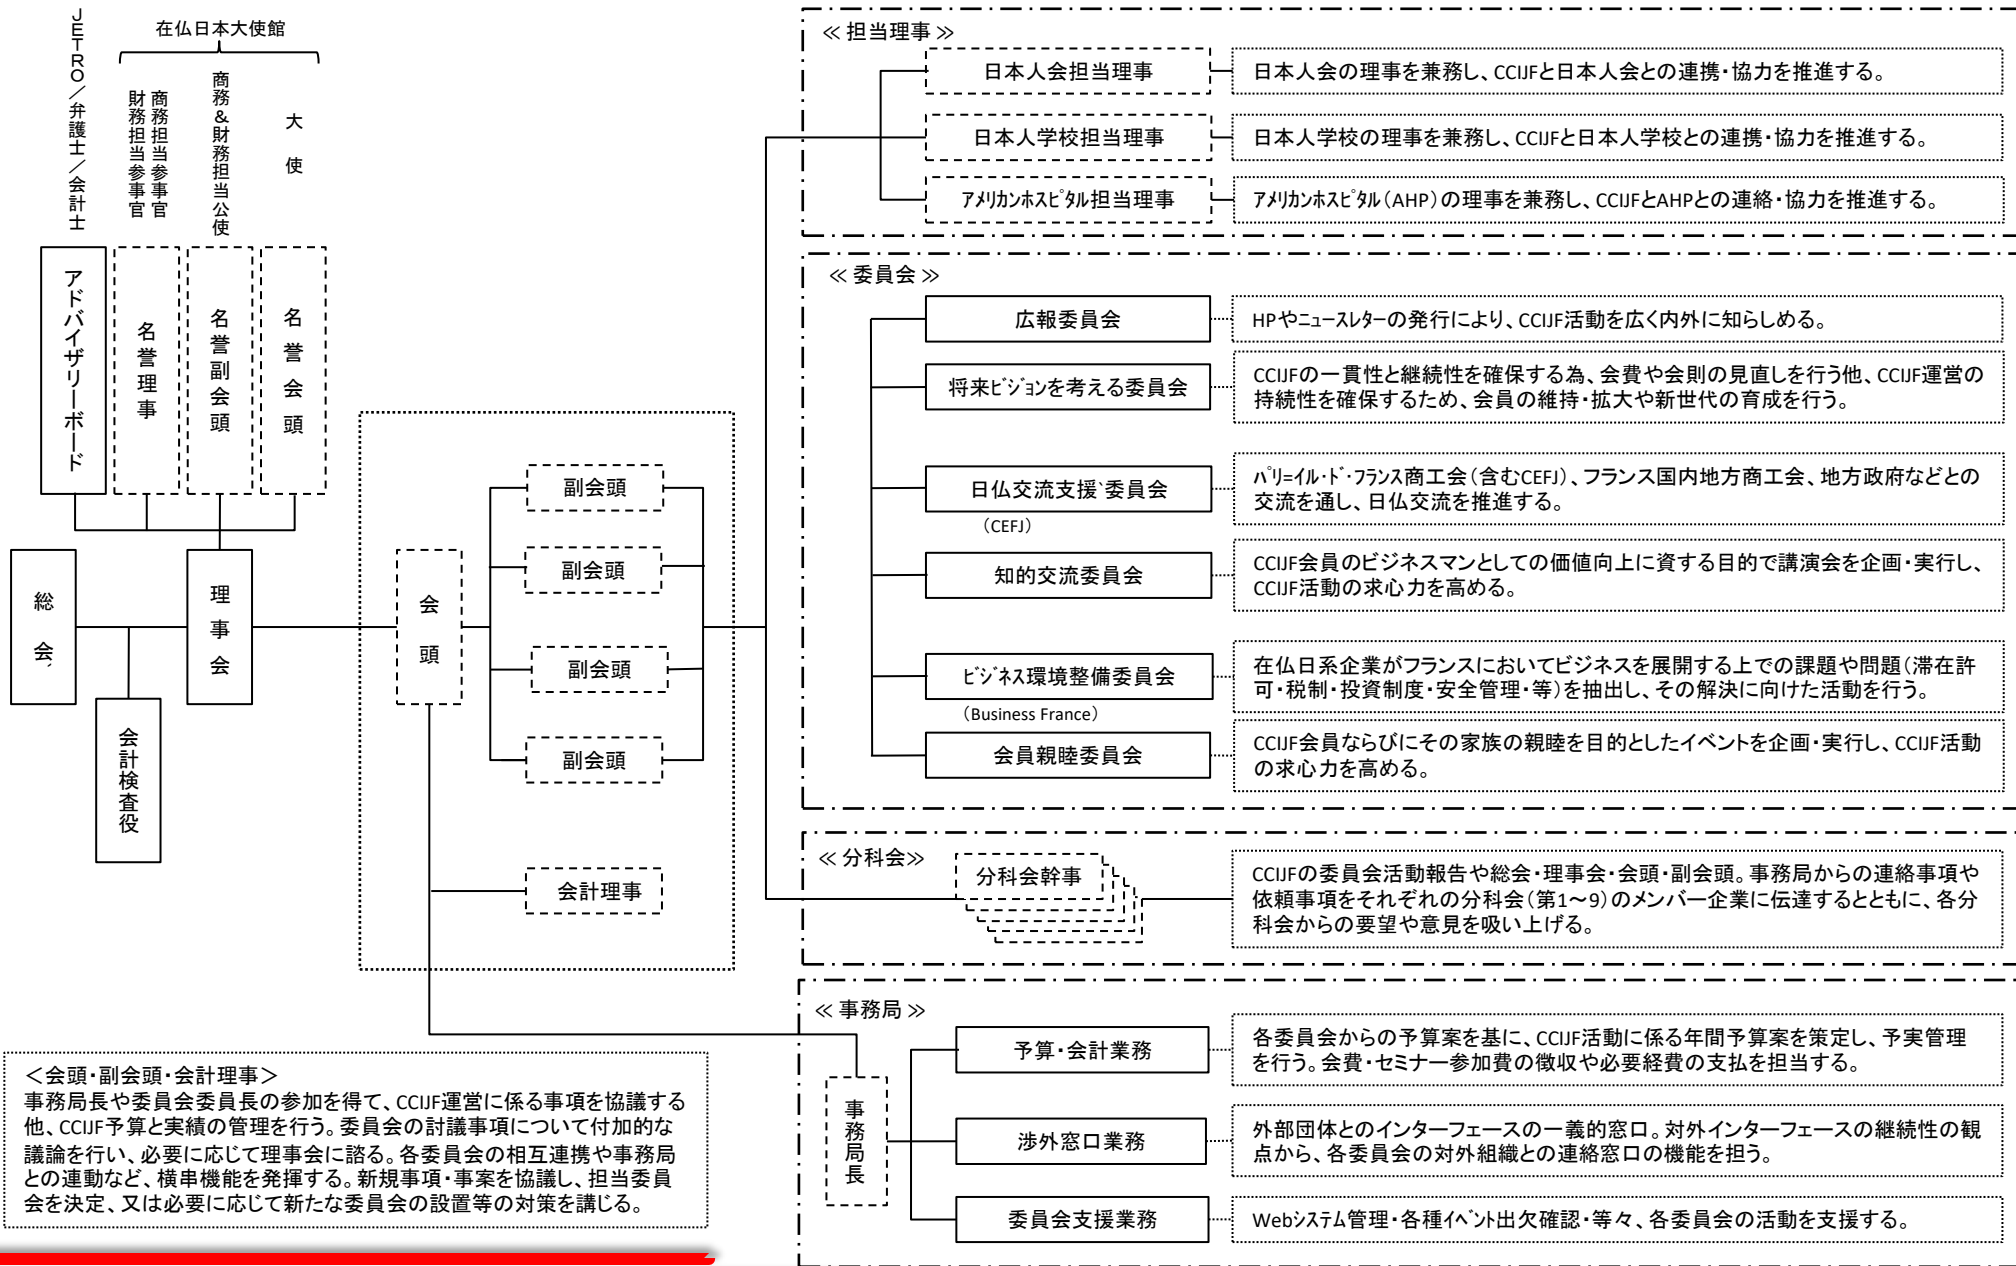 JETRO／弁護士／会計士
在仏日本大使館
財務担当参事官
商務担当参事官
商務&財務担当公使
大使
アドバイザリーボード
名誉理事
名誉副会頭
名誉会頭
総会、
理事会
会計検査役
会頭
副会頭
副会頭
副会頭
副会頭
会計理事
≪ 担当理事 ≫
日本人会担当理事
日本人会の理事を兼務し、CCIJFと日本人会との連携・協力を推進する。
日本人学校担当理事
日本人学校の理事を兼務し、CCIJFと日本人学校との連携・協力を推進する。
ｱﾒﾘｶﾝﾎｽﾋﾟﾀﾙ担当理事
ｱﾒﾘｶﾝﾎｽﾋﾟﾀﾙ（AHP）の理事を兼務し、CCIJFとAHPとの連絡・協力を推進する。
≪ 委員会 ≫
広報委員会
HPやﾆｭｰｽﾚﾀｰの発行により、CCIJF活動を広く内外に知らしめる。
将来ﾋﾞｼﾞｮﾝを考える委員会
CCIJFの一貫性と継続性を確保する為、会費や会則の見直しを行う他、CCIJF運営の
持続性を確保するため、会員の維持・拡大や新世代の育成を行う。
日仏交流支援`委員会
（CEFJ）
ﾊﾟﾘ=ｲﾙ･ﾄﾞ･ﾌﾗﾝｽ商工会（含むCEFJ）、フランス国内地方商工会、地方政府などとの
交流を通し、日仏交流を推進する。
知的交流委員会
CCIJF会員のビジネスマンとしての価値向上に資する目的で講演会を企画・実行し、
CCIJF活動の求心力を高める。
ﾋﾞｼﾞﾈｽ環境整備委員会
（Business France）
在仏日系企業がフランスにおいてビジネスを展開する上での課題や問題（滞在許
可・税制・投資制度・安全管理・等）を抽出し、その解決に向けた活動を行う。
会員親睦委員会
CCIJF会員ならびにその家族の親睦を目的としたイベントを企画・実行し、CCIJF活動
の求心力を高める。
≪ 分科会≫
分科会幹事
CCIJFの委員会活動報告や総会・理事会・会頭・副会頭。事務局からの連絡事項や
依頼事項をそれぞれの分科会（第1～9）のメンバー企業に伝達するとともに、各分
科会からの要望や意見を吸い上げる。
≪ 事務局 ≫
事務局長
予算・会計業務
各委員会からの予算案を基に、CCIJF活動に係る年間予算案を策定し、予実管理
を行う。会費・セミナー参加費の徴収や必要経費の支払を担当する。
渉外窓口業務
外部団体とのインターフェースの一義的窓口。対外インターフェースの継続性の観
点から、各委員会の対外組織との連絡窓口の機能を担う。
委員会支援業務
Webｼｽﾃﾑ管理・各種ｲﾍﾞﾝﾄ出欠確認・等々、各委員会の活動を支援する。
＜会頭・副会頭・会計理事＞
事務局長や委員会委員長の参加を得て、CCIJF運営に係る事項を協議する
他、CCIJF予算と実績の管理を行う。委員会の討議事項について付加的な
議論を行い、必要に応じて理事会に諮る。各委員会の相互連携や事務局
との連動など、横串機能を発揮する。新規事項・事案を協議し、担当委員
会を決定、又は必要に応じて新たな委員会の設置等の対策を講じる。